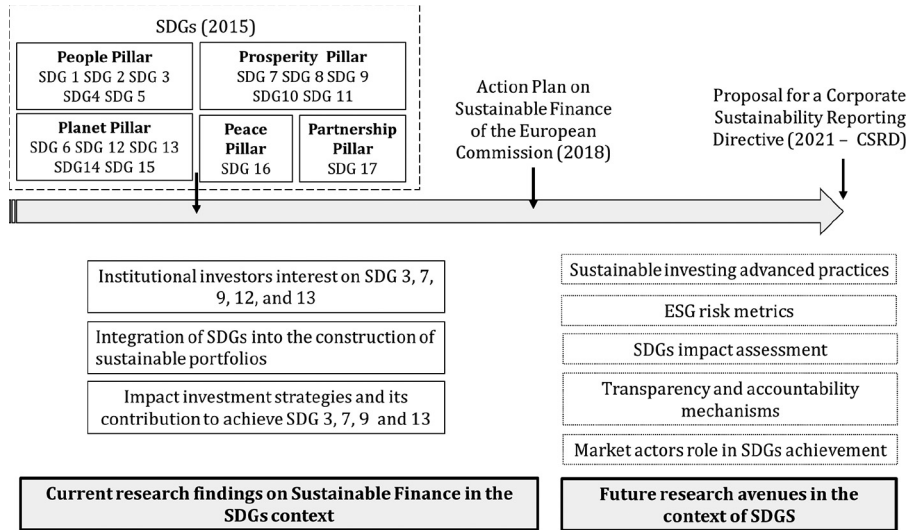 SDGs (2015)
People Pillar
SDG 1 SDG 2 SDG 3
SDG4 SDG 5
Prosperity Pillar
SDG 7 SDG 8 SDG 9
SDG10 SDG 11
Planet Pillar
SDG 6 SDG 12 SDG 13
SDG14 SDG 15
Peace
Pillar
SDG 16
Partnership
Pillar
SDG 17
Action Plan on
Sustainable Finance
of the European
Commission (2018)
Proposal for a Corporate
Sustainability Reporting
Directive (2021 – CSRD)
Institutional investors interest on SDG 3, 7,
9, 12, and 13
Integration of SDGs into the construction of
sustainable portfolios
Impact investment strategies and its
contribution to achieve SDG 3, 7, 9 and 13
Sustainable investing advanced practices
ESG risk metrics
SDGs impact assessment
Transparency and accountability
mechanisms
Market actors role in SDGs achievement
Current research findings on Sustainable Finance in the
SDGs context
Future research avenues in the
context of SDGS